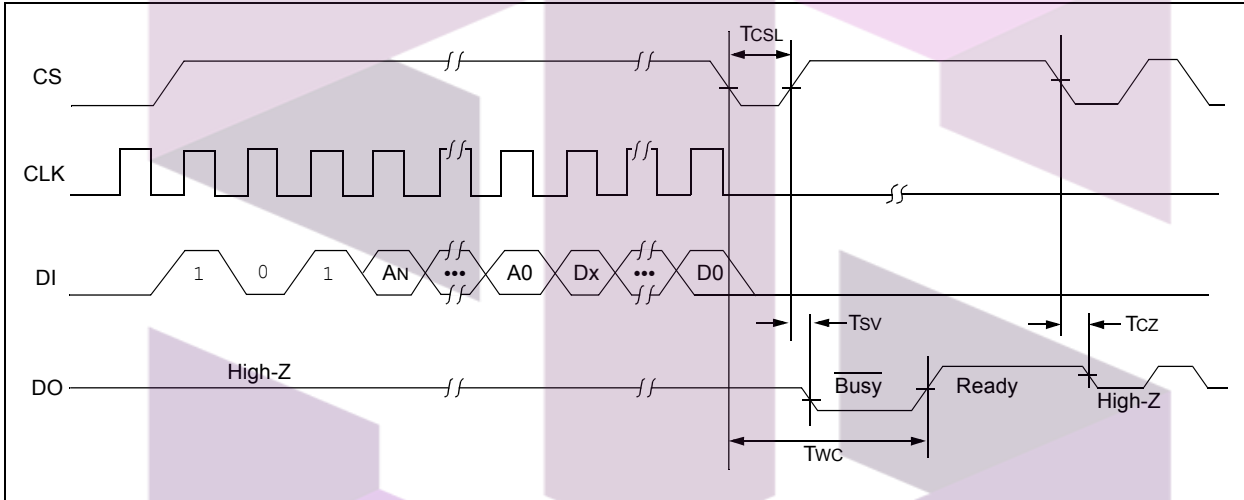 TCSL
CS
CLK
DI 1 0 1 AN ••• A0 Dx ••• D0
TSV TCZ
DO High-Z Busy Ready High-Z
TWC